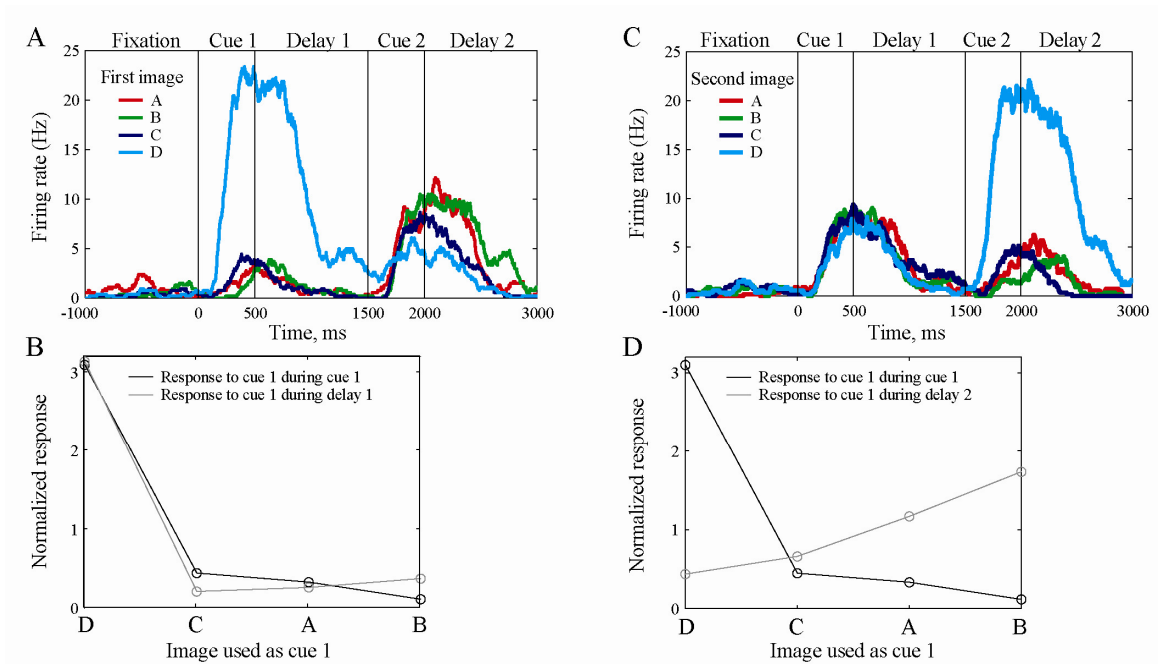 A
Fixation Cue 1 Delay 1 Cue 2 Delay 2
25
20
15
10
5
0
Firing rate (Hz)
First image
A
B
C
D
-1000 0 500 1500 2000 3000
Time, ms
C
Fixation Cue 1 Delay 1 Cue 2 Delay 2
25
20
15
10
5
0
Firing rate (Hz)
Second image
A
B
C
D
-1000 0 500 1500 2000 3000
Time, ms
B
3
2
1
0
Normalized response
Response to cue 1 during cue 1
Response to cue 1 during delay 1
D C A B
Image used as cue 1
D
3
2
1
0
Normalized response
Response to cue 1 during cue 1
Response to cue 1 during delay 2
D C A B
Image used as cue 1